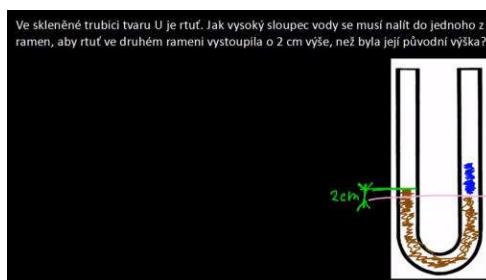 Ve skleněné trubici tvaru U je rtuť. Jak vysoký sloupec vody se musí nalít do jednoho z
ramen, aby rtuť ve druhém rameni vystoupila o 2 cm výše, než byla její původní výška?
2cm